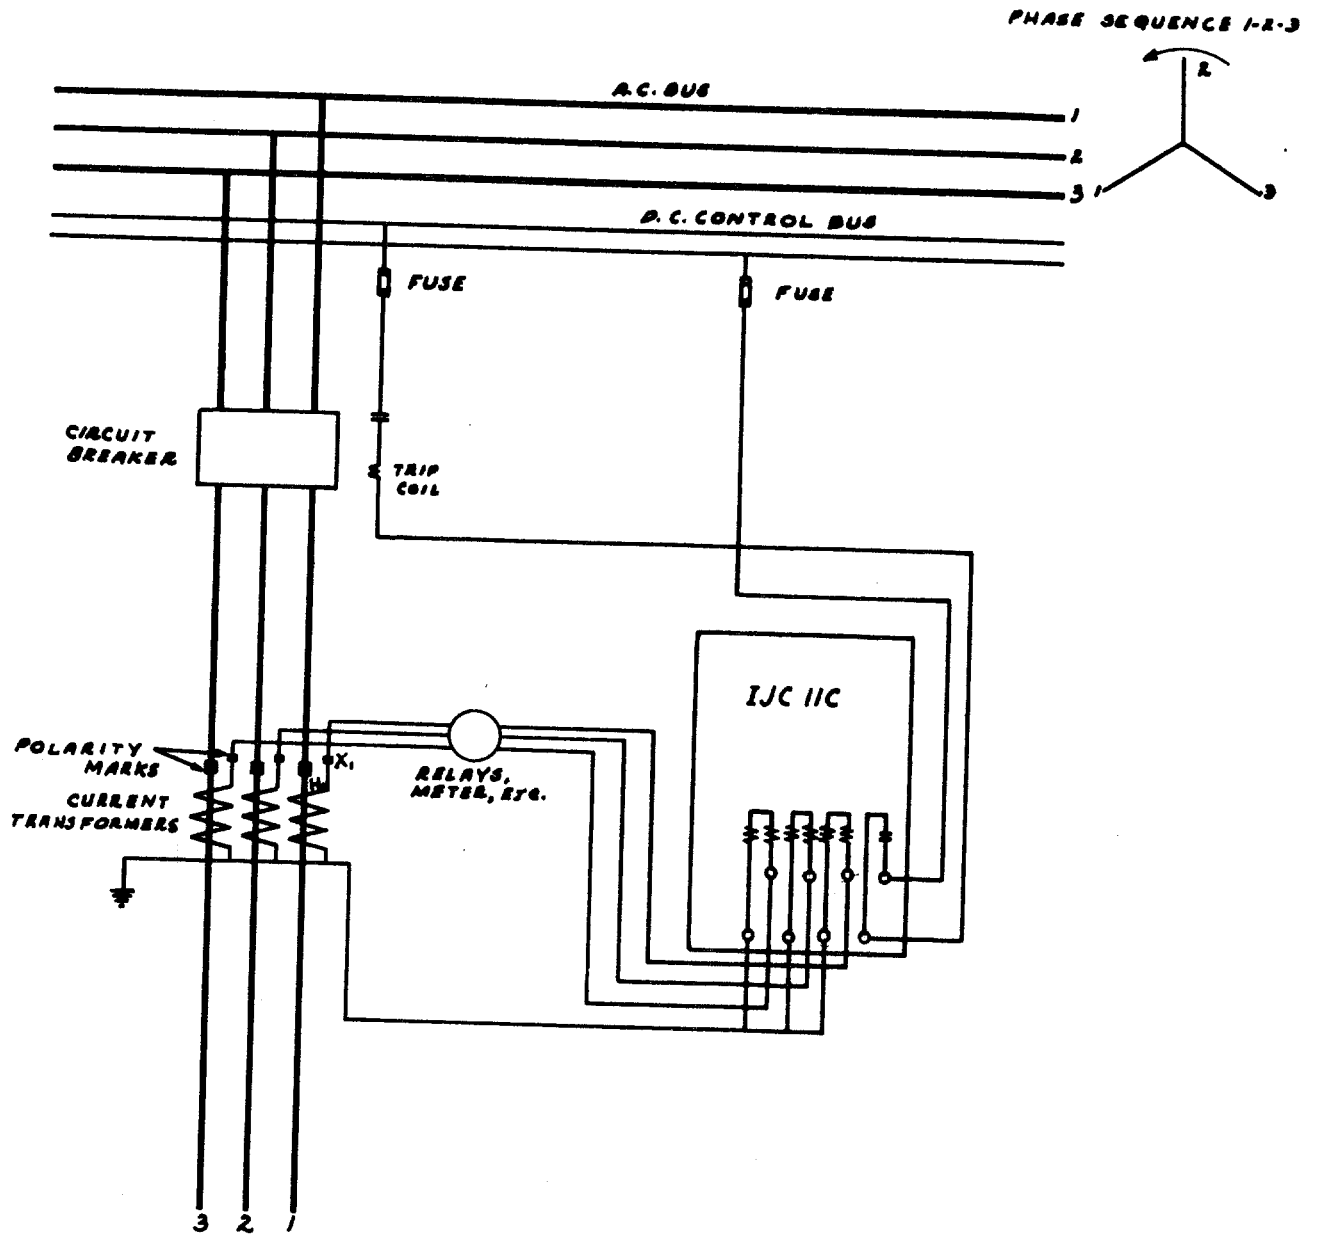 PHASE SEQUENCE 1-2-3
2
1
3
A.C. BUS
1
2
3
D.C. CONTROL BUS
FUSE
FUSE
CIRCUIT
BREAKER
TRIP
COIL
IJC 11C
POLARITY
MARKS
X1
RELAYS,
METER, ETC.
CURRENT
TRANSFORMERS
3 2 1